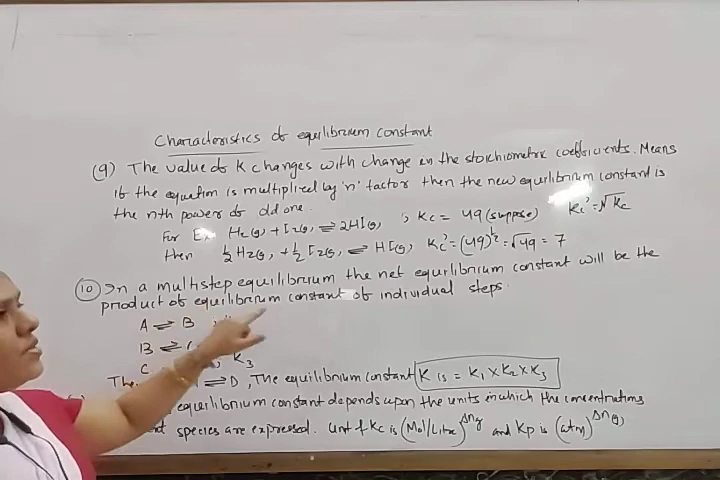 Characteristics of equilibrium constant
(9) The value of K changes with change in the stoichiometric coefficients. Means
if the equation is multiplied by 'n' factor then the new equilibrium constant is
the nth power of old one.
For Ex. H₂(g) + I₂(g) ⇌ 2HI(g) , Kc = 49 (suppose) Kc' = √Kc
then ½ H₂(g) + ½ I₂(g) ⇌ HI(g) Kc' = (49)^½ = √49 = 7
(10) In a multistep equilibrium the net equilibrium constant will be the
product of equilibrium constant of individual steps.
A ⇌ B ,
B ⇌
C K₃
⇌ D, The equilibrium constant K is = K₁ × K₂ × K₃
equilibrium constant depends upon the units in which the concentrations
species are expressed. Unit of Kc is (Mol/Litre)^Δng and Kp is (atm)^Δn(g)